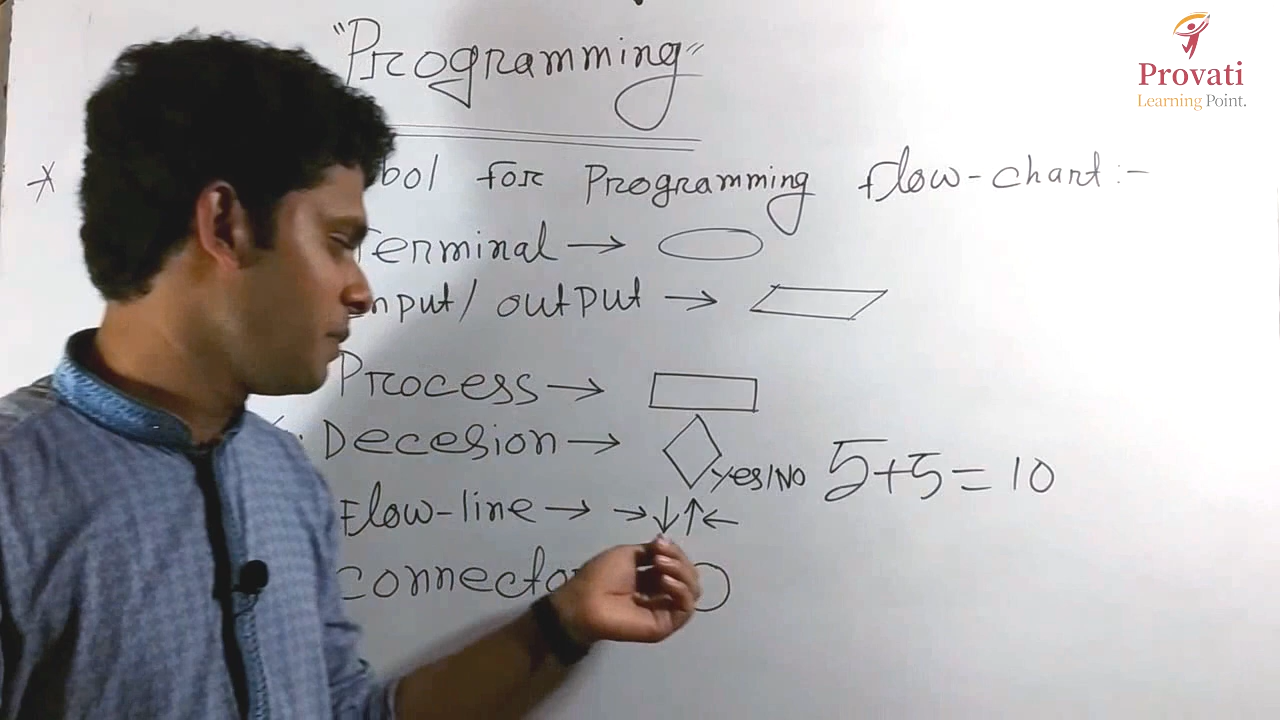 "Programming"
Provati
Learning Point.
* bol for Programming flow-chart :-
Terminal →
Input / output →
Process →
Decesion → Yes/No 5+5=10
Flow-line → → ↓ ↑ ←
Connecto